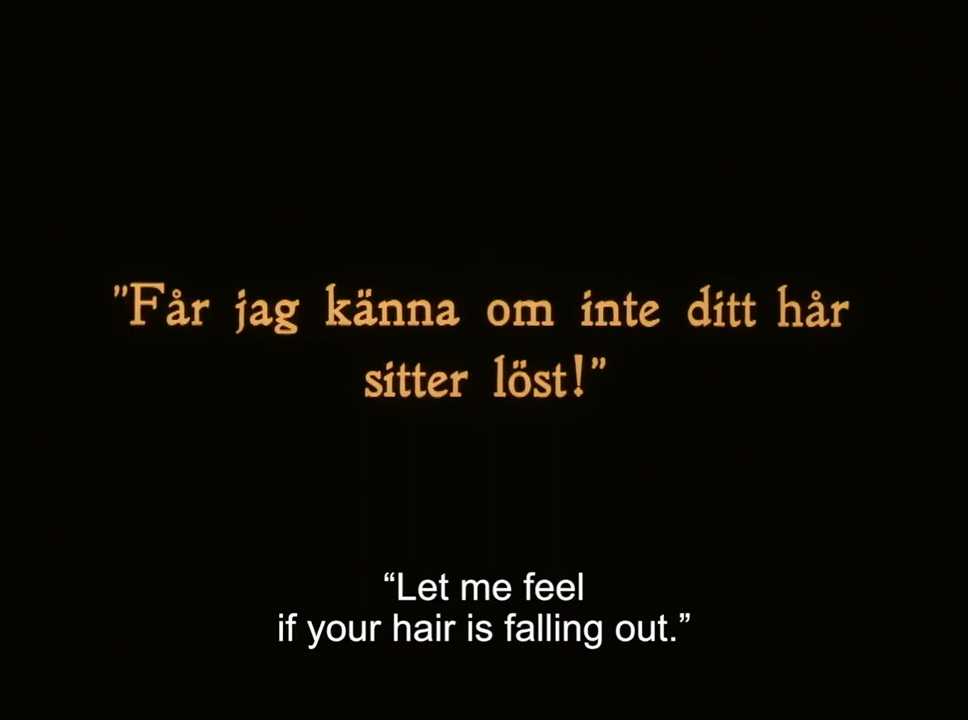 "Får jag känna om inte ditt hår
sitter löst!"
“Let me feel
if your hair is falling out.”